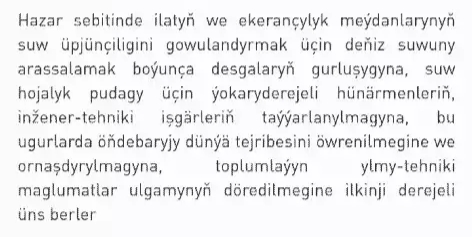 Hazar sebitinde ilatyň we ekerançylyk meýdanlarynyň
suw üpjünçiligini gowulandyrmak üçin deňiz suwuny
arassalamak boýunça desgalaryň gurluşygyna, suw
hojalyk pudagy üçin ýokaryderejeli hünärmenleriň,
inžener-tehniki işgärleriň taýýarlanylmagyna, bu
ugurlarda öňdebaryjy dünýä tejribesini öwrenilmegine we
ornaşdyrylmagyna, toplumlaýyn ylmy-tehniki
maglumatlar ulgamynyň döredilmegine ilkinji derejeli
üns berler